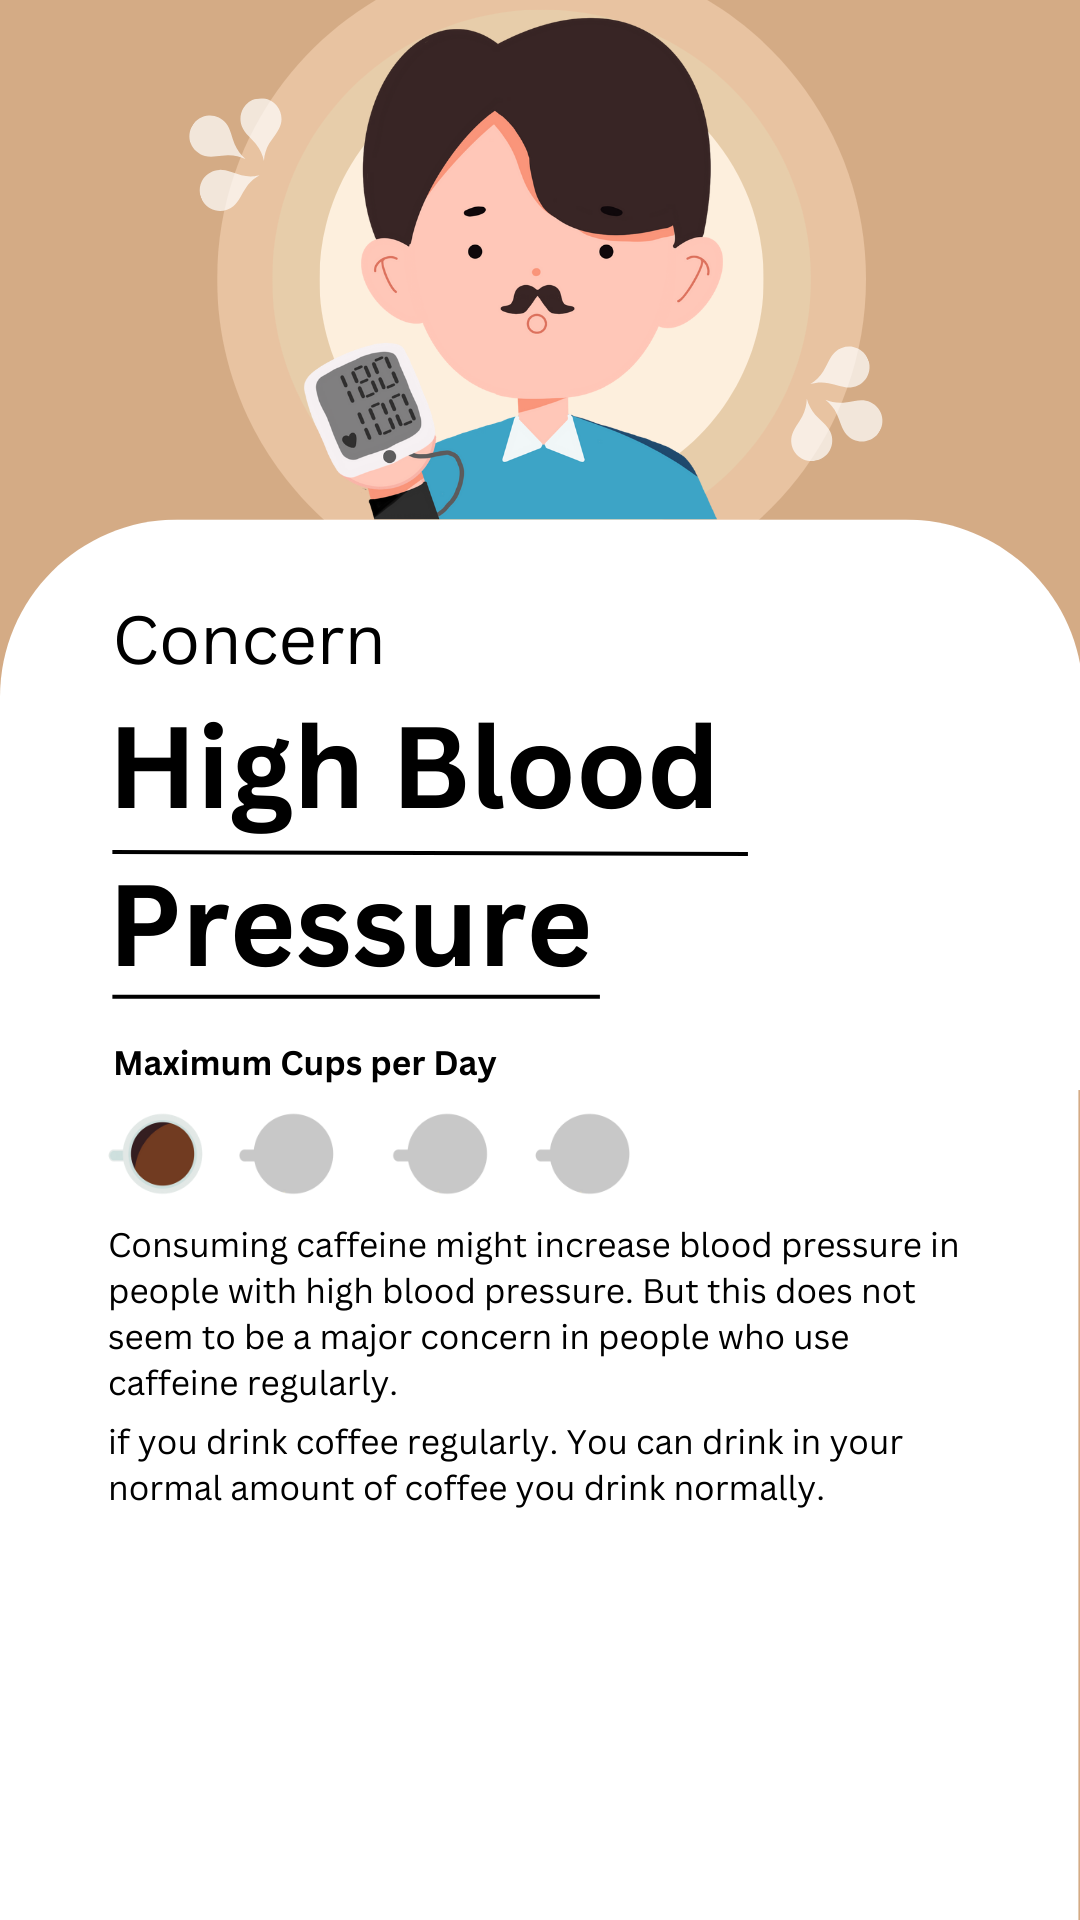 180
100
Concern
High Blood
Pressure
Maximum Cups per Day
Consuming caffeine might increase blood pressure in
people with high blood pressure. But this does not
seem to be a major concern in people who use
caffeine regularly.
if you drink coffee regularly. You can drink in your
normal amount of coffee you drink normally.